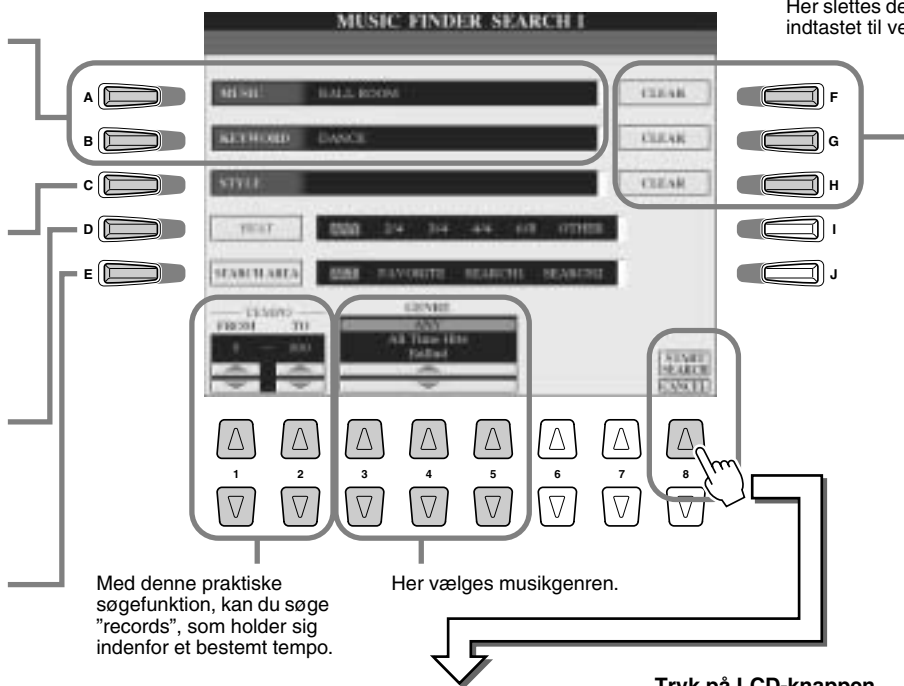 MUSIC FINDER SEARCH 1
Her slettes de
indtastet til ve
A
MUSIC
BALL ROOM
CLEAR
F
B
KEYWORD
DANCE
CLEAR
G
C
STYLE
CLEAR
H
D
BEAT
ANY 2/4 3/4 4/4 6/8 OTHER
I
E
SEARCH AREA
ALL FAVORITE SEARCH1 SEARCH2
J
TEMPO
FROM TO
GENRE
ANY
All Time Hits
Ballad
START
SEARCH
CANCEL
1 2 3 4 5 6 7 8
Med denne praktiske
søgefunktion, kan du søge
”records”, som holder sig
indenfor et bestemt tempo.
Her vælges musikgenren.
Tryk på LCD-knappen